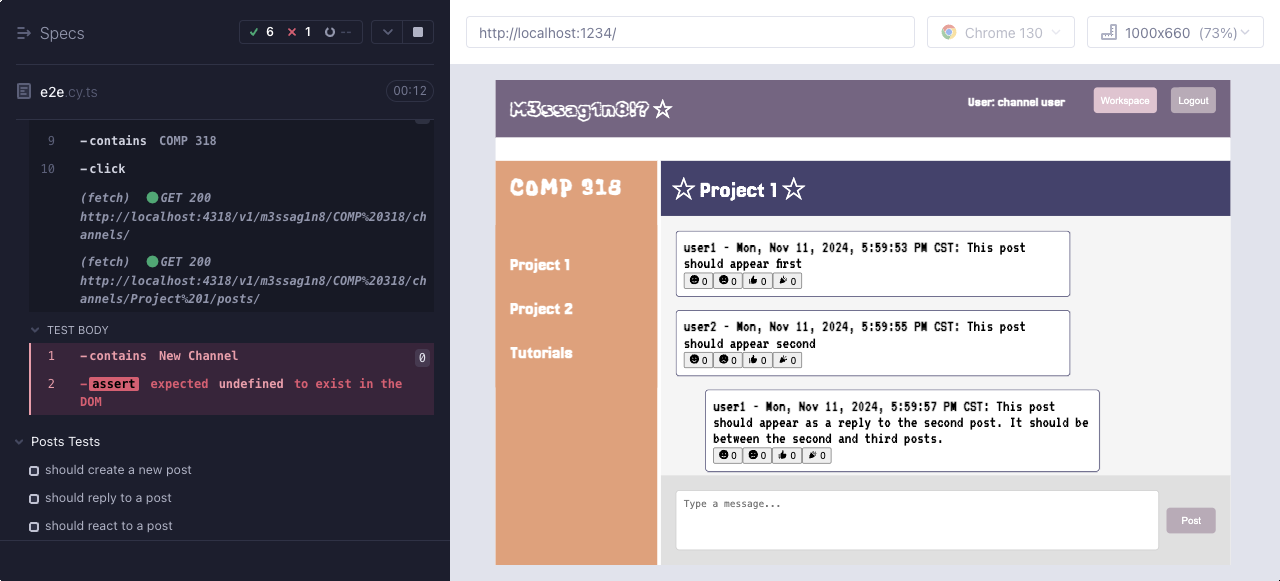 Specs
6 1 --
e2e.cy.ts
00:12
9 -contains COMP 318
10 -click
(fetch) GET 200
http://localhost:4318/v1/m3ssag1n8/COMP%20318/ch
annels/
(fetch) GET 200
http://localhost:4318/v1/m3ssag1n8/COMP%20318/ch
annels/Project%201/posts/
TEST BODY
1 -contains New Channel 0
2 -assert expected undefined to exist in the
DOM
Posts Tests
should create a new post
should reply to a post
should react to a post
http://localhost:1234/
Chrome 130
1000x660 (73%)
M3ssag1n8!?
User: channel user
Workspace
Logout
COMP 318
Project 1
Project 2
Tutorials
Project 1
user1 - Mon, Nov 11, 2024, 5:59:53 PM CST: This post
should appear first
0 0 0 0
user2 - Mon, Nov 11, 2024, 5:59:55 PM CST: This post
should appear second
0 0 0 0
user1 - Mon, Nov 11, 2024, 5:59:57 PM CST: This post
should appear as a reply to the second post. It should be
between the second and third posts.
0 0 0 0
Type a message...
Post